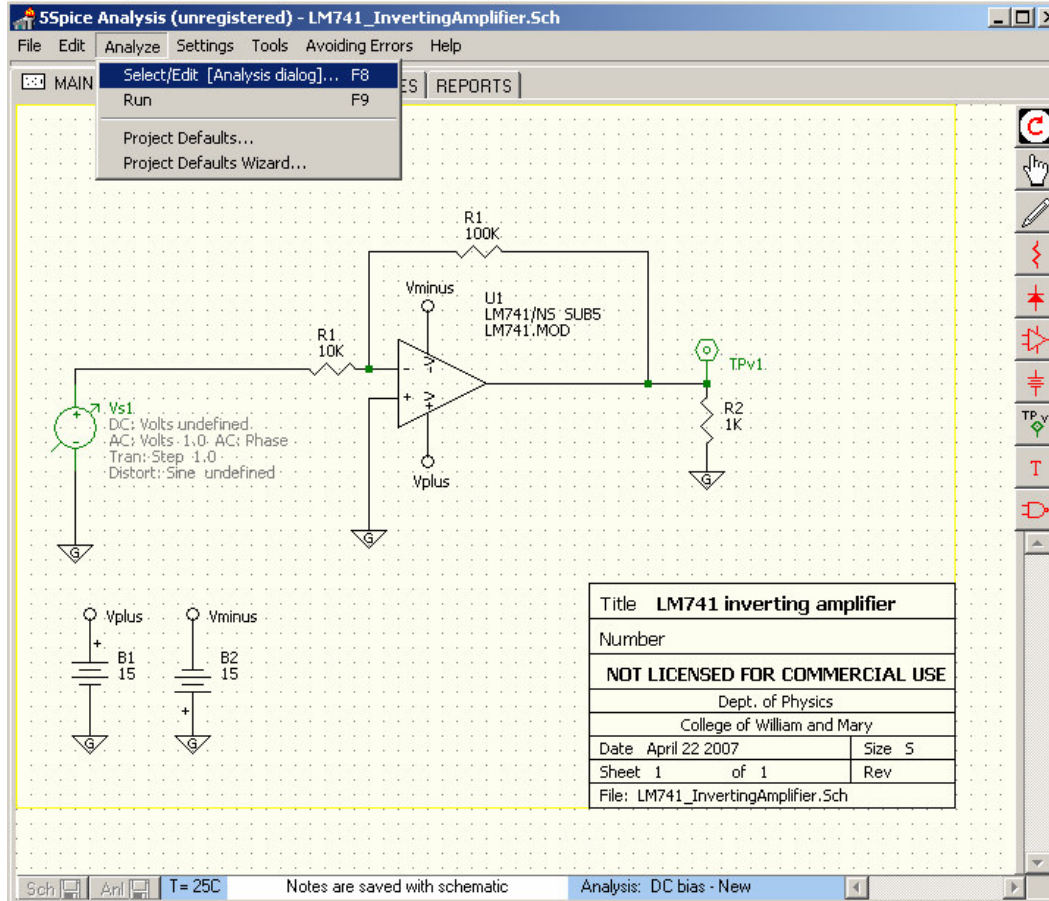 5Spice Analysis (unregistered) - LM741_InvertingAmplifier.Sch
File Edit Analyze Settings Tools Avoiding Errors Help
MAIN ES REPORTS
Select/Edit [Analysis dialog]... F8
Run F9
Project Defaults...
Project Defaults Wizard...
R1
100K
Vminus
U1
LM741/NS SUB5
LM741.MOD
R1
10K
-
+
V-
V+
TPv1
R2
1K
G
Vplus
+
Vs1
DC: Volts undefined
AC: Volts 1.0 AC: Phase
Tran: Step 1.0
Distort: Sine undefined
G
G
Vplus
Vminus
+
B1
15
B2
15
+
G
G
Title LM741 inverting amplifier
Number
NOT LICENSED FOR COMMERCIAL USE
Dept. of Physics
College of William and Mary
Date April 22 2007 Size S
Sheet 1 of 1 Rev
File: LM741_InvertingAmplifier.Sch
TP v
T
Sch Anl T= 25C Notes are saved with schematic Analysis: DC bias - New